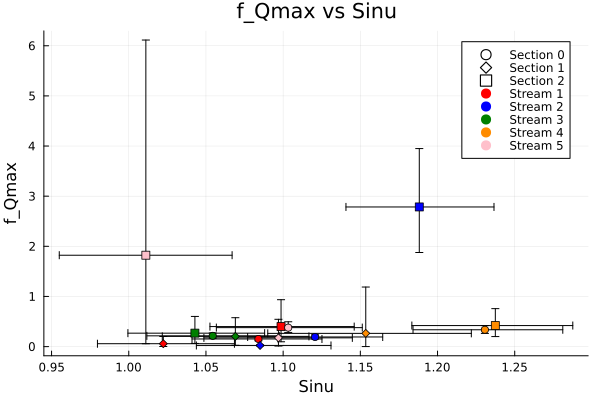 f_Qmax vs Sinu
f_Qmax
6
5
4
3
2
1
0
Section 0
Section 1
Section 2
Stream 1
Stream 2
Stream 3
Stream 4
Stream 5
0.95
1.00
1.05
1.10
1.15
1.20
1.25
Sinu